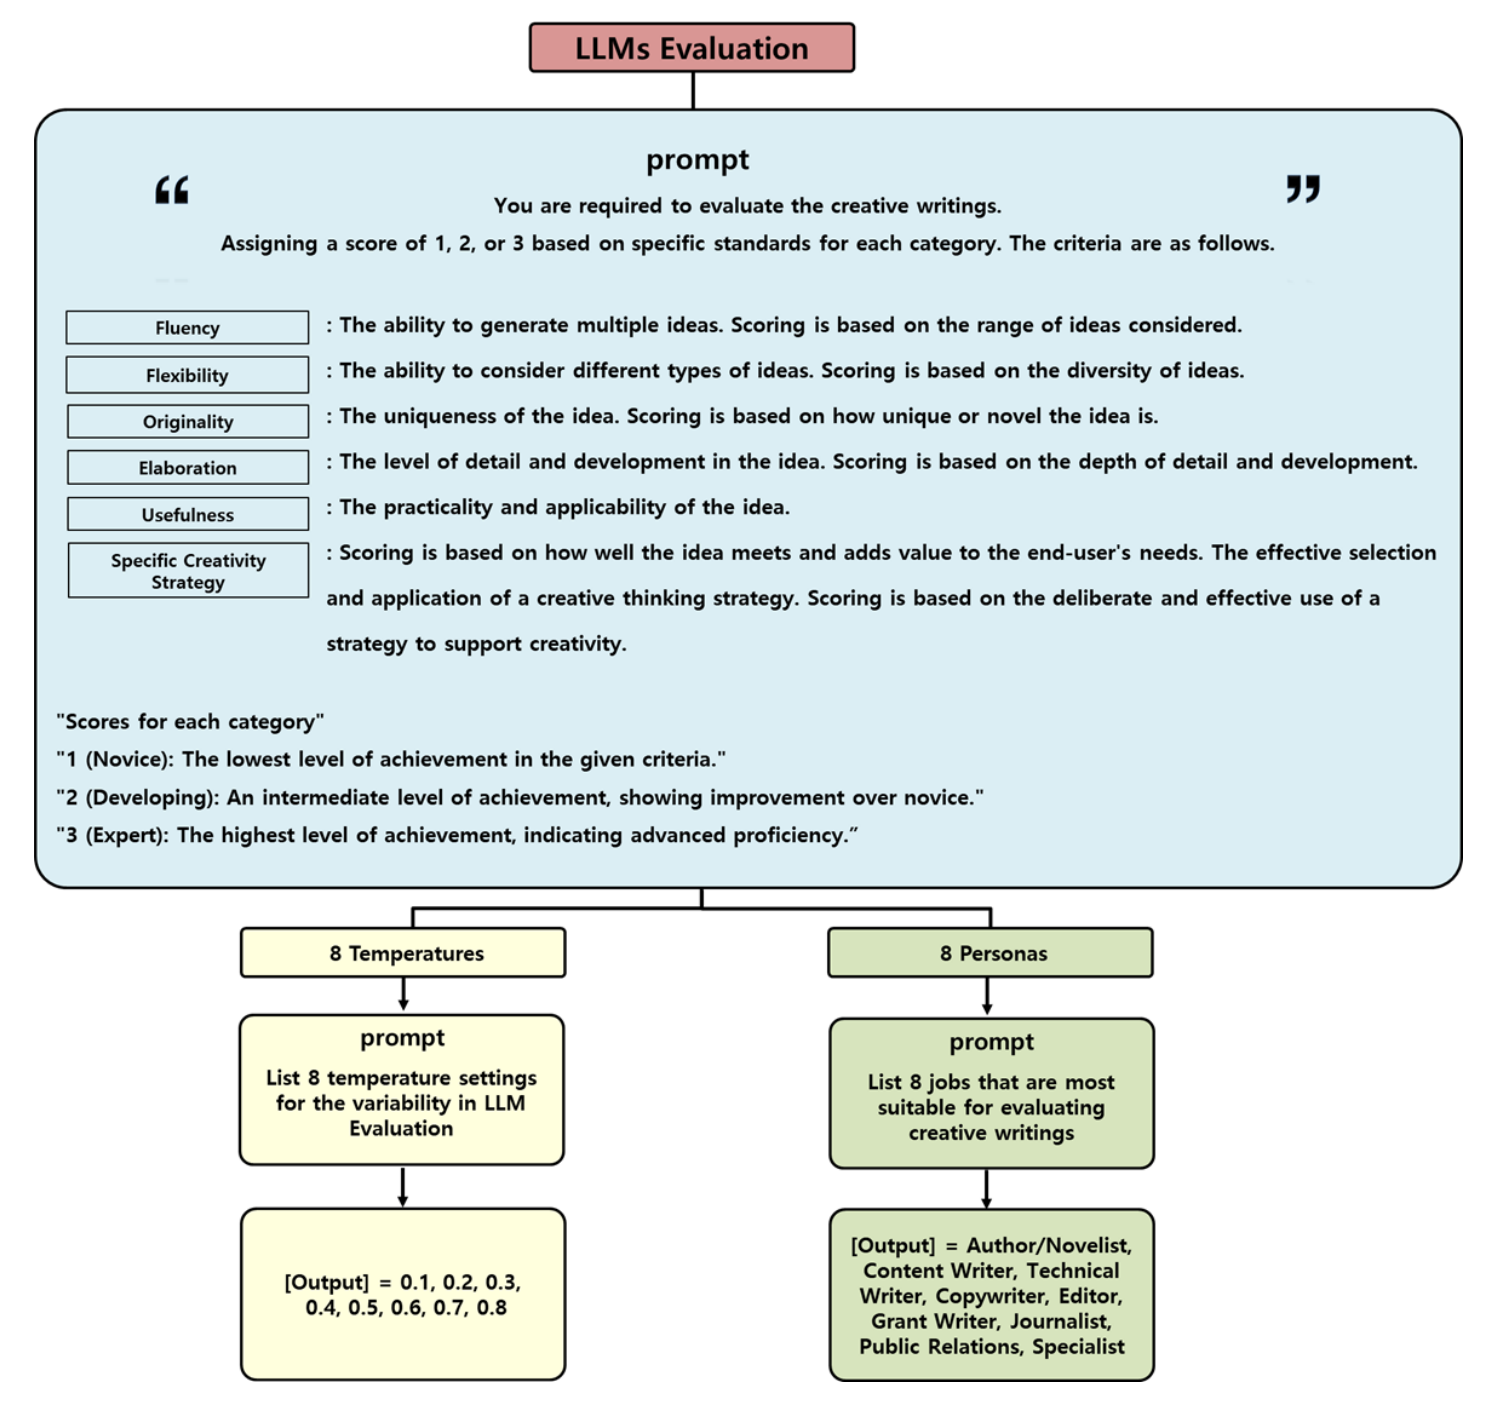 LLMs Evaluation
prompt
“
”
You are required to evaluate the creative writings.
Assigning a score of 1, 2, or 3 based on specific standards for each category. The criteria are as follows.
Fluency : The ability to generate multiple ideas. Scoring is based on the range of ideas considered.
Flexibility : The ability to consider different types of ideas. Scoring is based on the diversity of ideas.
Originality : The uniqueness of the idea. Scoring is based on how unique or novel the idea is.
Elaboration : The level of detail and development in the idea. Scoring is based on the depth of detail and development.
Usefulness : The practicality and applicability of the idea.
Specific Creativity
Strategy
: Scoring is based on how well the idea meets and adds value to the end-user's needs. The effective selection
and application of a creative thinking strategy. Scoring is based on the deliberate and effective use of a
strategy to support creativity.
"Scores for each category"
"1 (Novice): The lowest level of achievement in the given criteria."
"2 (Developing): An intermediate level of achievement, showing improvement over novice."
"3 (Expert): The highest level of achievement, indicating advanced proficiency.”
8 Temperatures
prompt
List 8 temperature settings
for the variability in LLM
Evaluation
[Output] = 0.1, 0.2, 0.3,
0.4, 0.5, 0.6, 0.7, 0.8
8 Personas
prompt
List 8 jobs that are most
suitable for evaluating
creative writings
[Output] = Author/Novelist,
Content Writer, Technical
Writer, Copywriter, Editor,
Grant Writer, Journalist,
Public Relations, Specialist